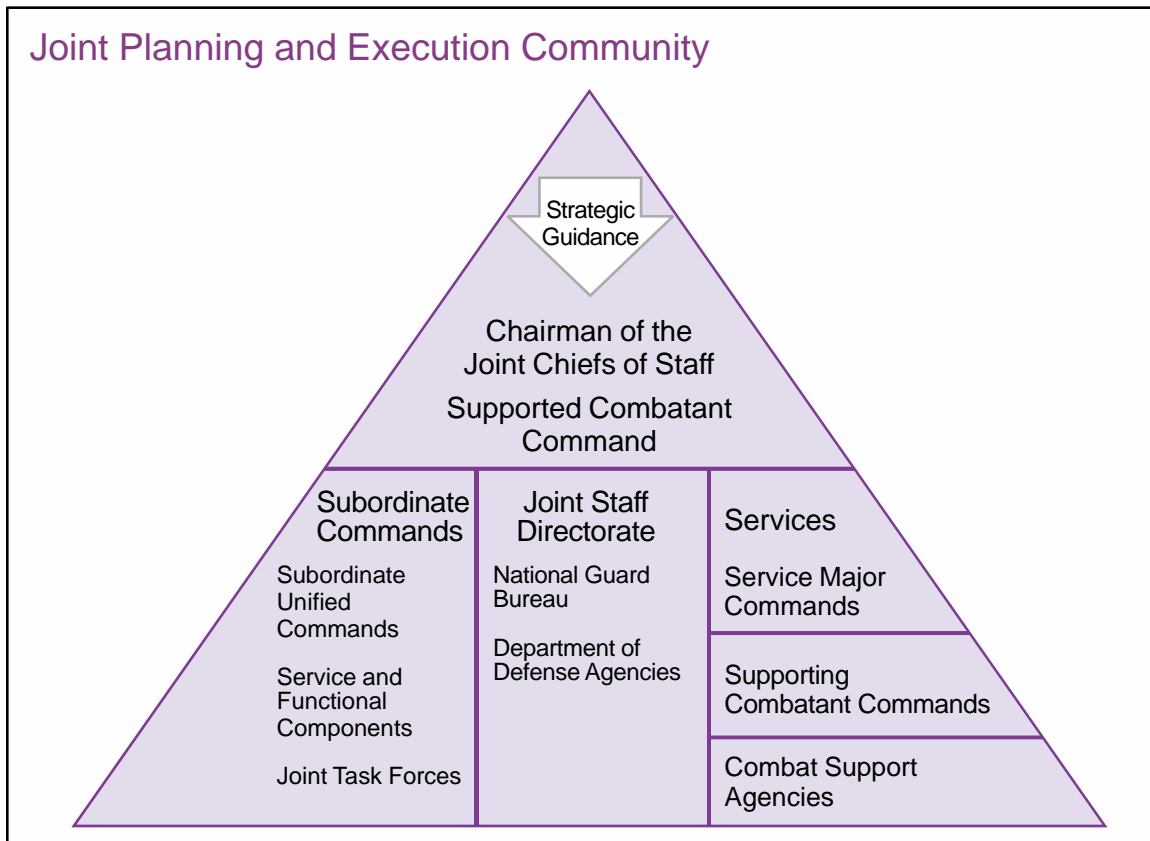 Joint Planning and Execution Community
Strategic
Guidance
Chairman of the
Joint Chiefs of Staff
Supported Combatant
Command
Subordinate
Commands
Subordinate
Unified
Commands
Service and
Functional
Components
Joint Task Forces
Joint Staff
Directorate
National Guard
Bureau
Department of
Defense Agencies
Services
Service Major
Commands
Supporting
Combatant Commands
Combat Support
Agencies